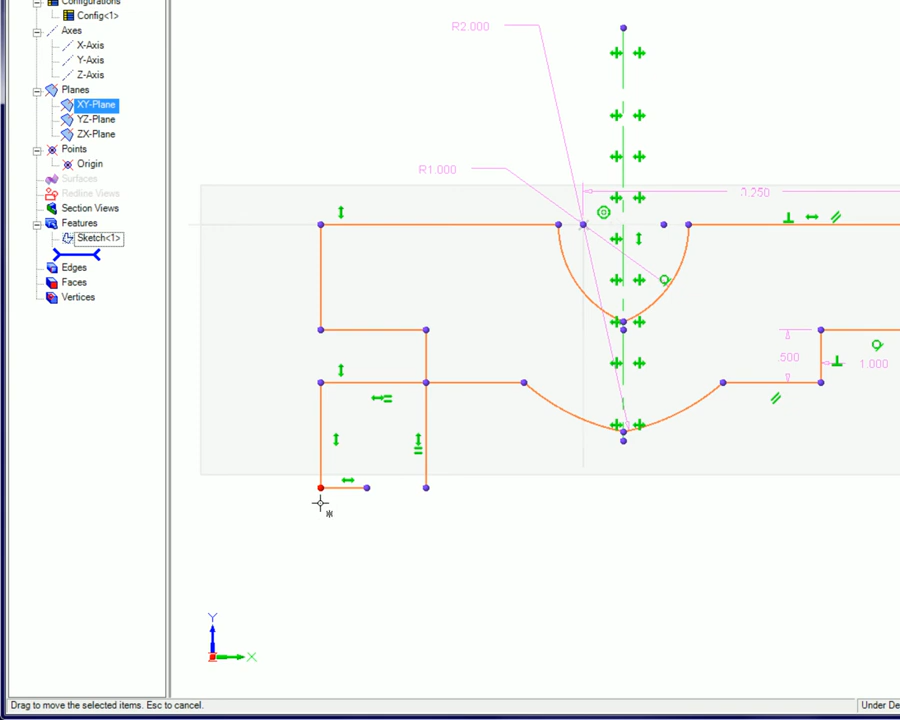 Configurations
Config<1>
Axes
X-Axis
Y-Axis
Z-Axis
Planes
XY-Plane
YZ-Plane
ZX-Plane
Points
Origin
Surfaces
Redline Views
Section Views
Features
Sketch<1>
Edges
Faces
Vertices
R2.000
R1.000
.500
1.000
Y
X
Drag to move the selected items. Esc to cancel.
Under De